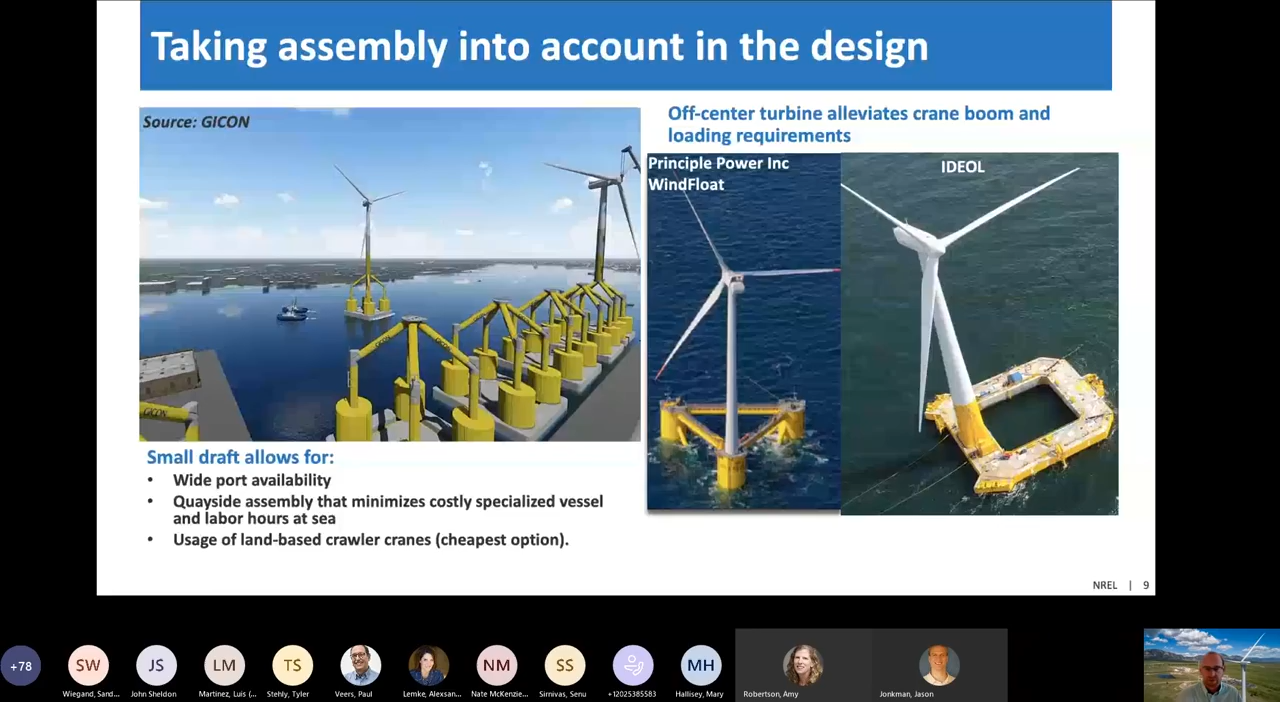 Taking assembly into account in the design
Source: GICON
Off-center turbine alleviates crane boom and
loading requirements
Principle Power Inc
WindFloat
IDEOL
GICON
Small draft allows for:
• Wide port availability
• Quayside assembly that minimizes costly specialized vessel
and labor hours at sea
• Usage of land-based crawler cranes (cheapest option).
NREL | 9
+78
SW
JS
LM
TS
NM
SS
MH
Wiegand, Sand...
John Sheldon
Martinez, Luis (...
Stehly, Tyler
Veers, Paul
Lemke, Alexsan...
Nate McKenzie...
Sirnivas, Senu
+12025385583
Hallisey, Mary
Robertson, Amy
Jonkman, Jason